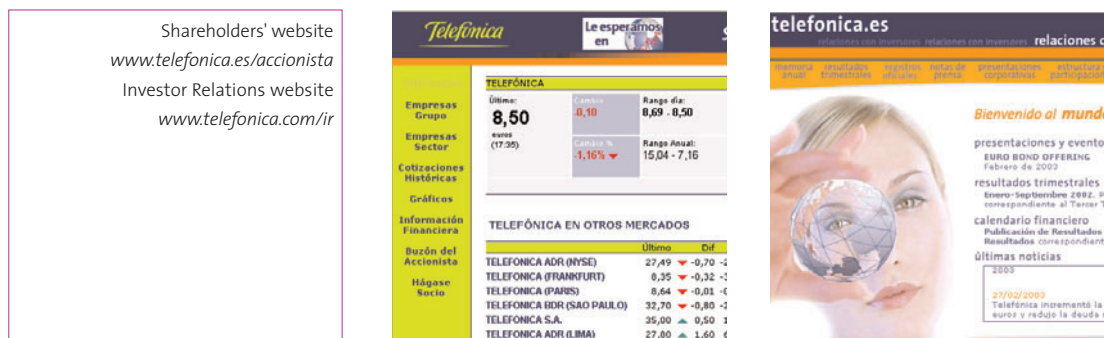 Shareholders' website
www.telefonica.es/accionista
Investor Relations website
www.telefonica.com/ir
Telefónica
Le esperamos
en
TELEFÓNICA
Último:
8,50
euros
(17:35)
Cambio
-0,10
Rango día:
8,69 - 8,50
Cambio %
-1,16%
Rango Anual:
15,04 - 7,16
Empresas
Grupo
Empresas
Sector
Cotizaciones
Históricas
Gráficos
Información
Financiera
Buzón del
Accionista
Hágase
Socio
TELEFÓNICA EN OTROS MERCADOS
Último Dif
TELEFONICA ADR (NYSE) 27,49 -0,70
TELEFONICA (FRANKFURT) 8,35 -0,32
TELEFONICA (PARIS) 8,64 -0,01
TELEFONICA BDR (SAO PAULO) 32,70 -0,80
TELEFONICA S.A. 35,00 0,50
TELEFONICA ADR (LIMA) 27,00 1,60
telefonica.es
relaciones con inversores relaciones con inversores relaciones
memoria anual
resultados trimestrales
registros oficiales
notas de prensa
presentaciones corporativas
estructura
Bienvenido al mund
presentaciones y evento
EURO BOND OFFERING
Febrero de 2003
resultados trimestrales
Enero-Septiembre 2002.
correspondiente al Tercer
calendario financiero
Publicación de Resultados
Resultados correspondient
últimas noticias
2003
27/02/2003
Telefónica incrementó la
euros y redujo la deuda